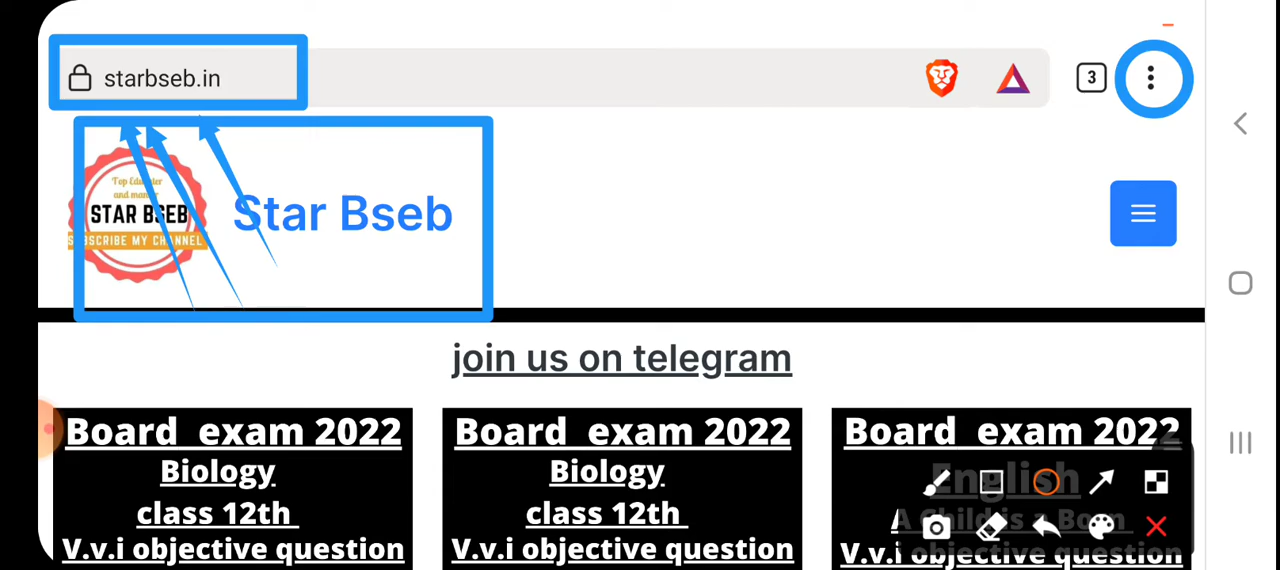 starbseb.in
3
Top Educater
and manter
STAR BSEB
SUBSCRIBE MY CHANNEL
Star Bseb
join us on telegram
Board exam 2022
Biology
class 12th
V.v.i objective question
Board exam 2022
Biology
class 12th
V.v.i objective question
Board exam 2022
English
A Child is a Born
V.v.i objective question